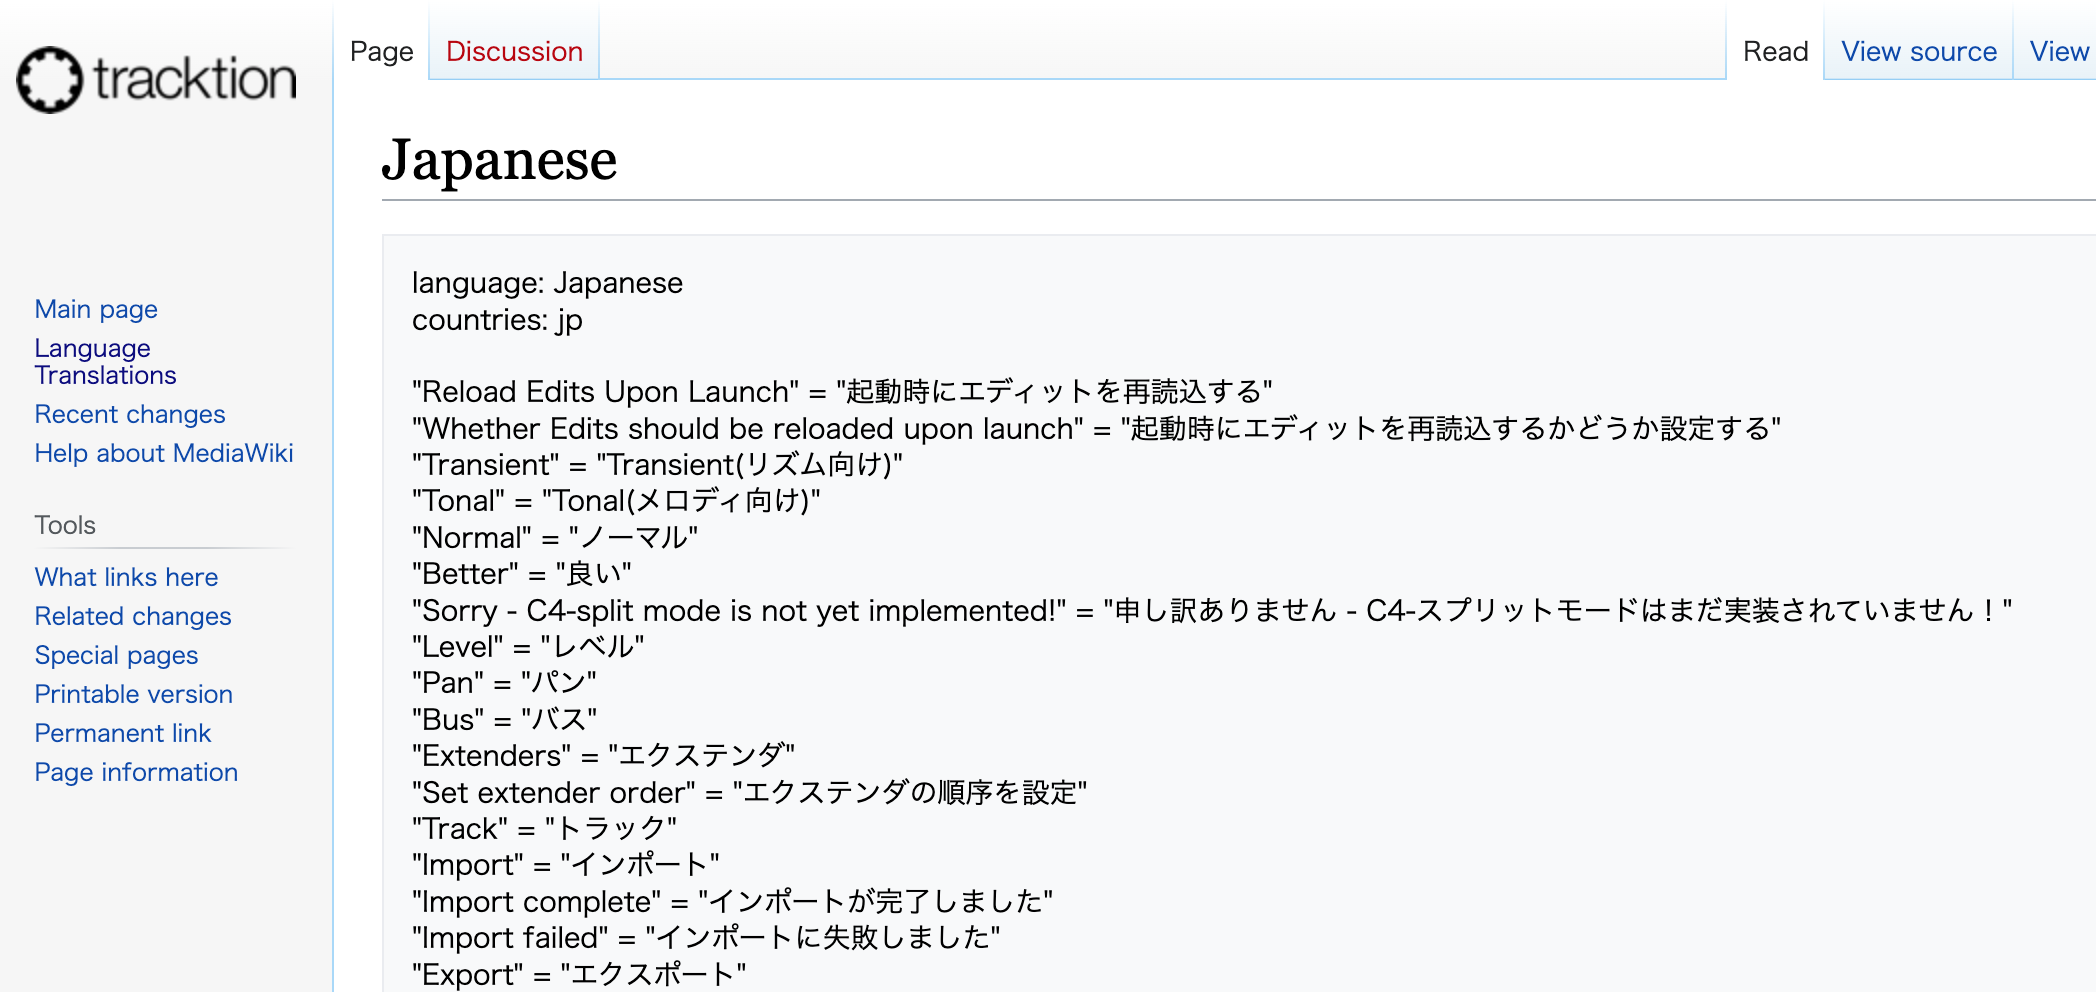 tracktion
Page
Discussion
Read
View source
View
Japanese
Main page
Language
Translations
Recent changes
Help about MediaWiki
Tools
What links here
Related changes
Special pages
Printable version
Permanent link
Page information
language: Japanese
countries: jp
"Reload Edits Upon Launch" = "起動時にエディットを再読込する"
"Whether Edits should be reloaded upon launch" = "起動時にエディットを再読込するかどうか設定する"
"Transient" = "Transient(リズム向け)"
"Tonal" = "Tonal(メロディ向け)"
"Normal" = "ノーマル"
"Better" = "良い"
"Sorry - C4-split mode is not yet implemented!" = "申し訳ありません - C4-スプリットモードはまだ実装されていません！"
"Level" = "レベル"
"Pan" = "パン"
"Bus" = "バス"
"Extenders" = "エクステンダ"
"Set extender order" = "エクステンダの順序を設定"
"Track" = "トラック"
"Import" = "インポート"
"Import complete" = "インポートが完了しました"
"Import failed" = "インポートに失敗しました"
"Export" = "エクスポート"